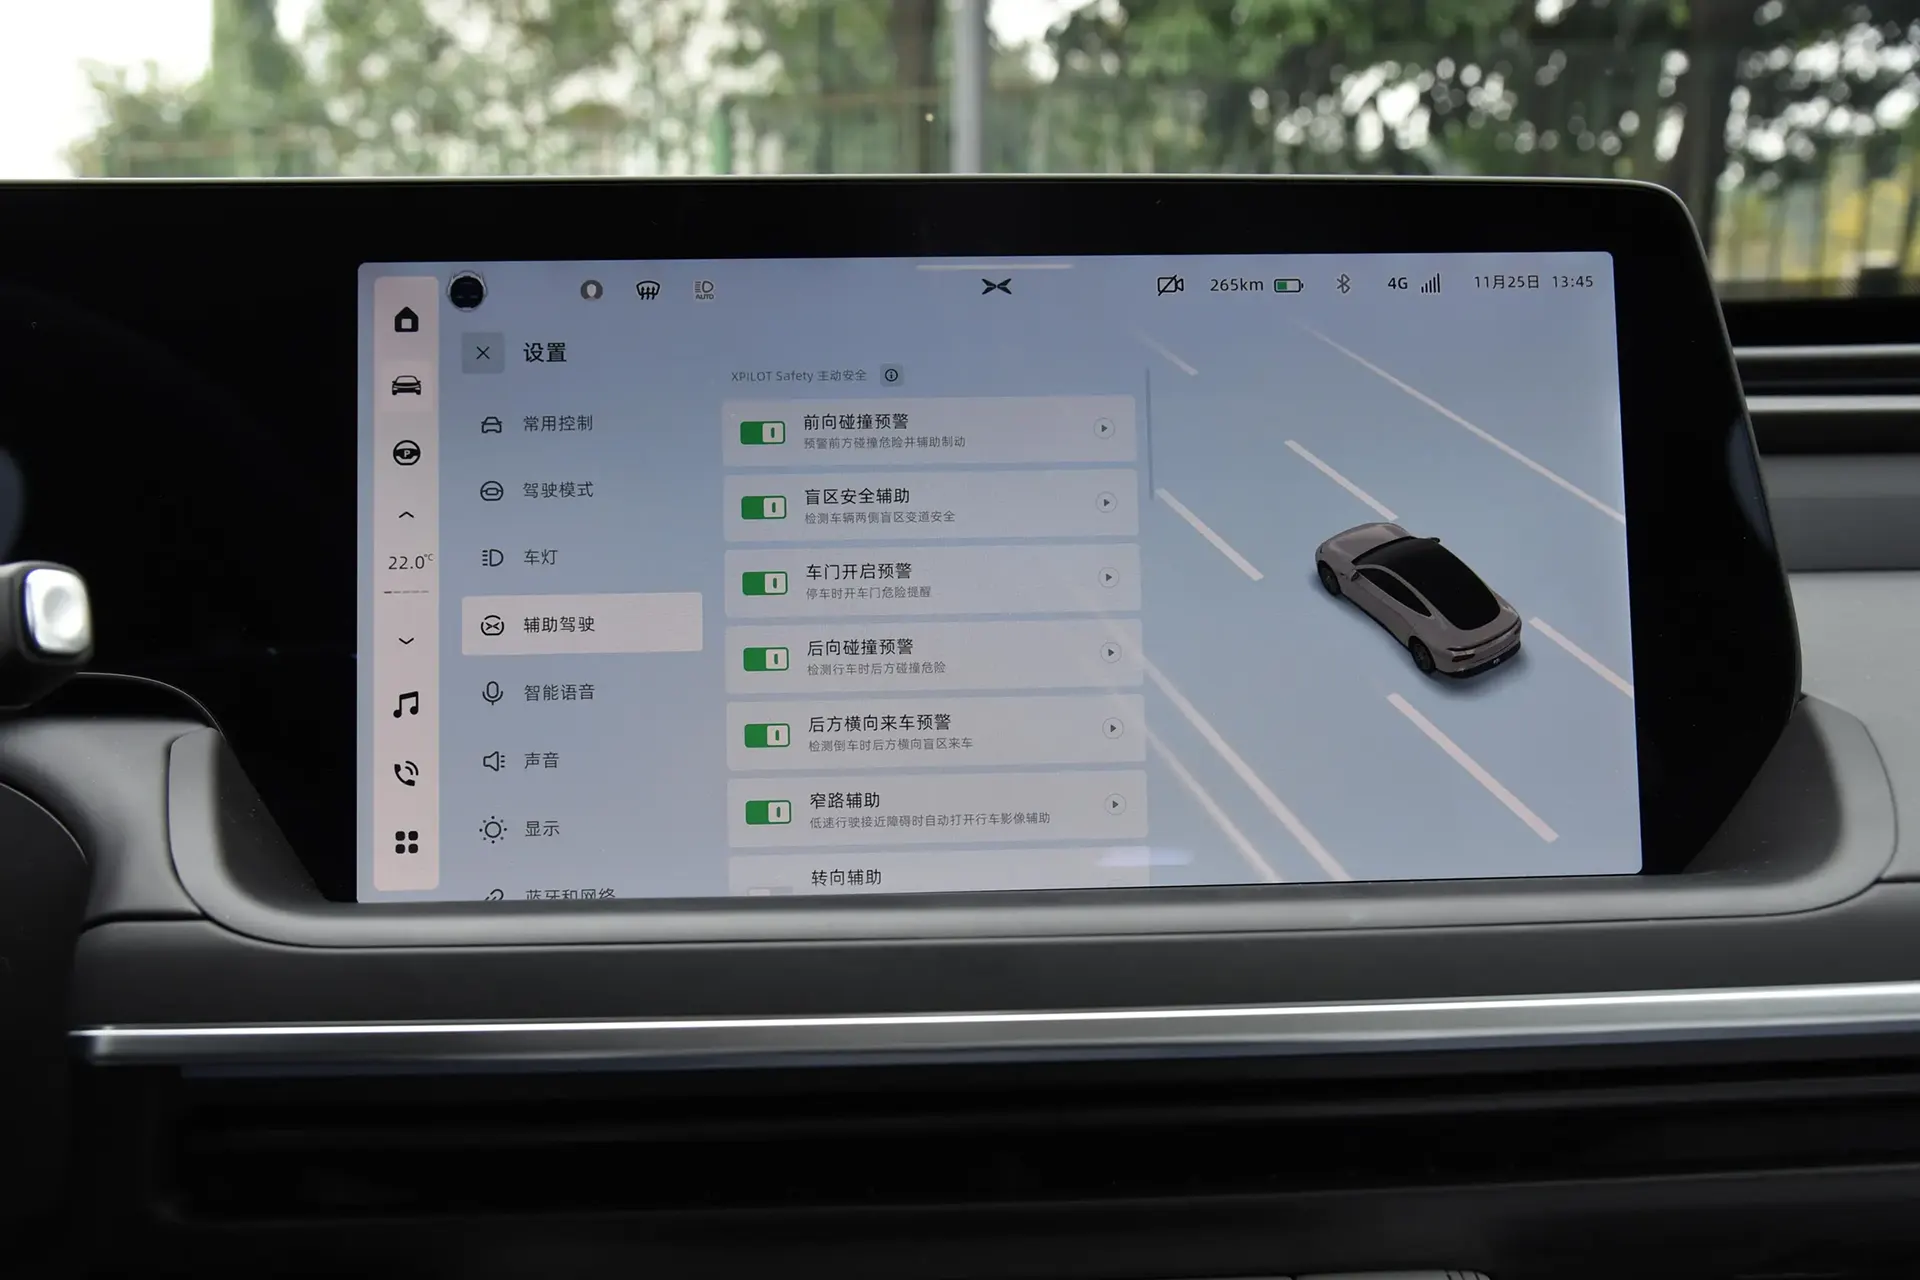 AUTO
265km
4G
11月25日 13:45
设置
22.0℃
常用控制
驾驶模式
车灯
辅助驾驶
智能语音
声音
显示
蓝牙和网络
XPILOT Safety 主动安全
前向碰撞预警
预警前方碰撞危险并辅助制动
盲区安全辅助
检测车辆两侧盲区变道安全
车门开启预警
停车时开车门危险提醒
后向碰撞预警
检测行车时后方碰撞危险
后方横向来车预警
检测倒车时后方横向盲区来车
窄路辅助
低速行驶接近障碍时自动打开行车影像辅助
转向辅助